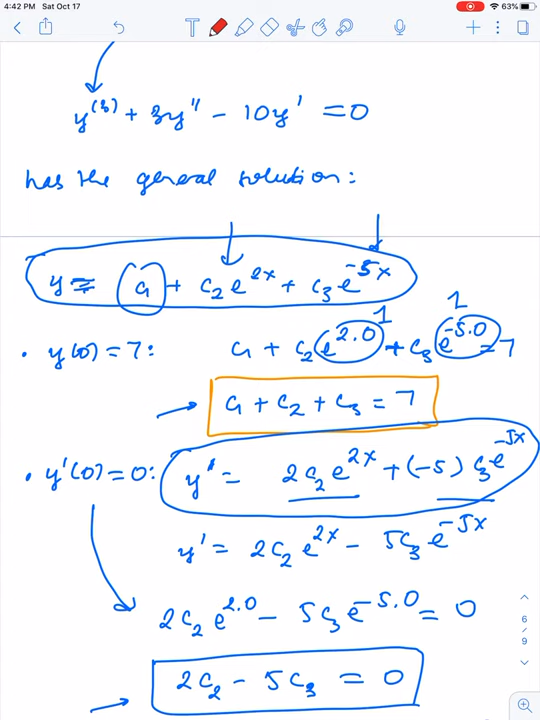 4:42 PM Sat Oct 17
63%
y⁽³⁾ + 3y'' - 10y' = 0
has the general solution:
y = c₁ + c₂e^{2x} + c₃e^{-5x}
1 1
• y(0) = 7: c₁ + c₂e^{2.0} + c₃e^{-5.0} = 7
c₁ + c₂ + c₃ = 7
• y'(0) = 0: y' = 2c₂e^{2x} + (-5)c₃e^{-5x}
y' = 2c₂e^{2x} - 5c₃e^{-5x}
2c₂e^{2.0} - 5c₃e^{-5.0} = 0
2c₂ - 5c₃ = 0
6
/
9